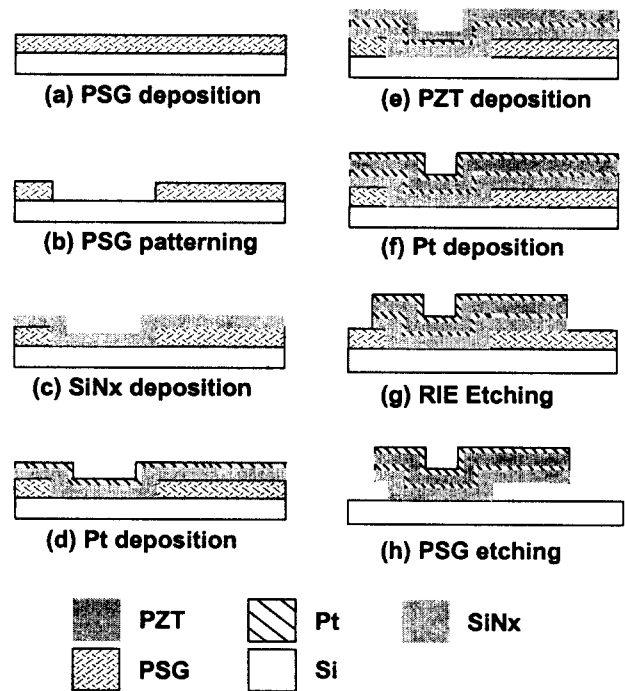 (a) PSG deposition
(b) PSG patterning
(c) SiNx deposition
(d) Pt deposition
(e) PZT deposition
(f) Pt deposition
(g) RIE Etching
(h) PSG etching
PZT
Pt
SiNx
PSG
Si